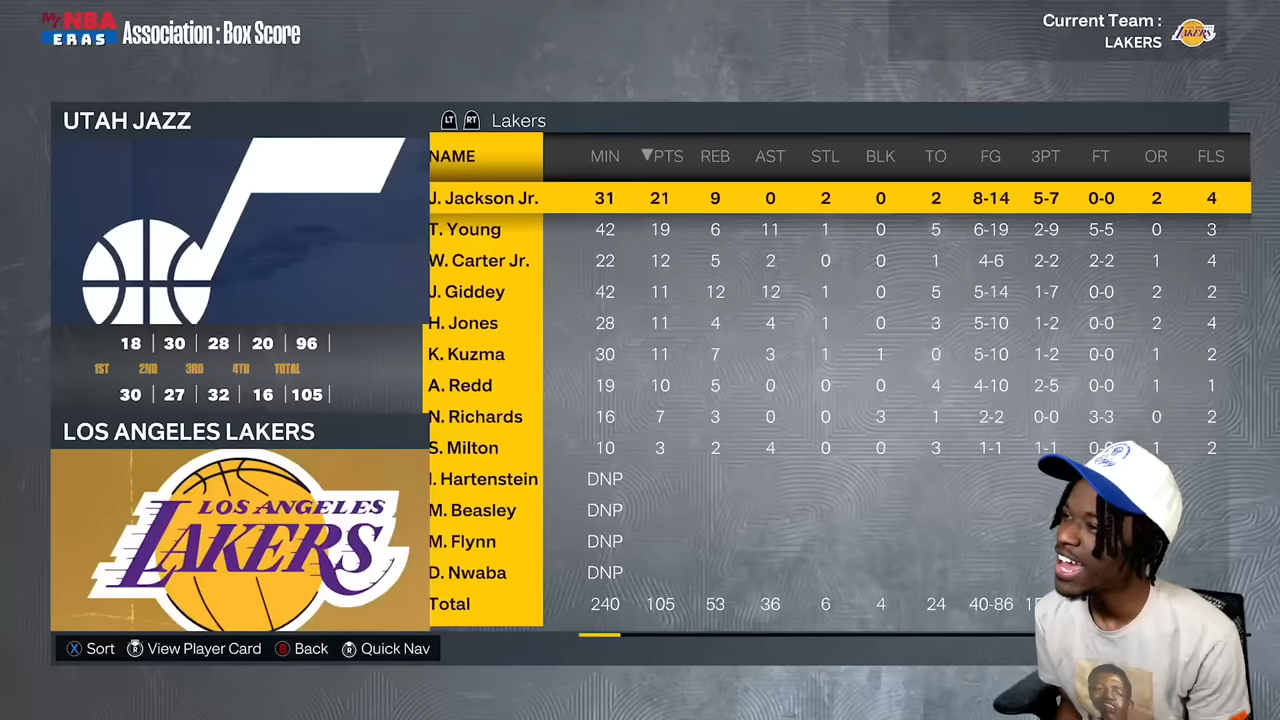 My NBA ERAS Association : Box Score
Current Team :
LAKERS
UTAH JAZZ
18 30 28 20 96
1ST 2ND 3RD 4TH TOTAL
30 27 32 16 105
LOS ANGELES LAKERS
LOS ANGELES
LAKERS
LT RT Lakers
NAME MIN ▼PTS REB AST STL BLK TO FG 3PT FT OR FLS
J. Jackson Jr. 31 21 9 0 2 0 2 8-14 5-7 0-0 2 4
T. Young 42 19 6 11 1 0 5 6-19 2-9 5-5 0 3
W. Carter Jr. 22 12 5 2 0 0 1 4-6 2-2 2-2 1 4
J. Giddey 42 11 12 12 1 0 5 5-14 1-7 0-0 2 2
H. Jones 28 11 4 4 1 0 3 5-10 1-2 0-0 2 4
K. Kuzma 30 11 7 3 1 1 0 5-10 1-2 0-0 1 2
A. Redd 19 10 5 0 0 0 4 4-10 2-5 0-0 1 1
N. Richards 16 7 3 0 0 3 1 2-2 0-0 3-3 0 2
S. Milton 10 3 2 4 0 0 3 1-1 1-1 1 2
I. Hartenstein DNP
M. Beasley DNP
M. Flynn DNP
D. Nwaba DNP
Total 240 105 53 36 6 4 24 40-86
X Sort R View Player Card B Back R Quick Nav